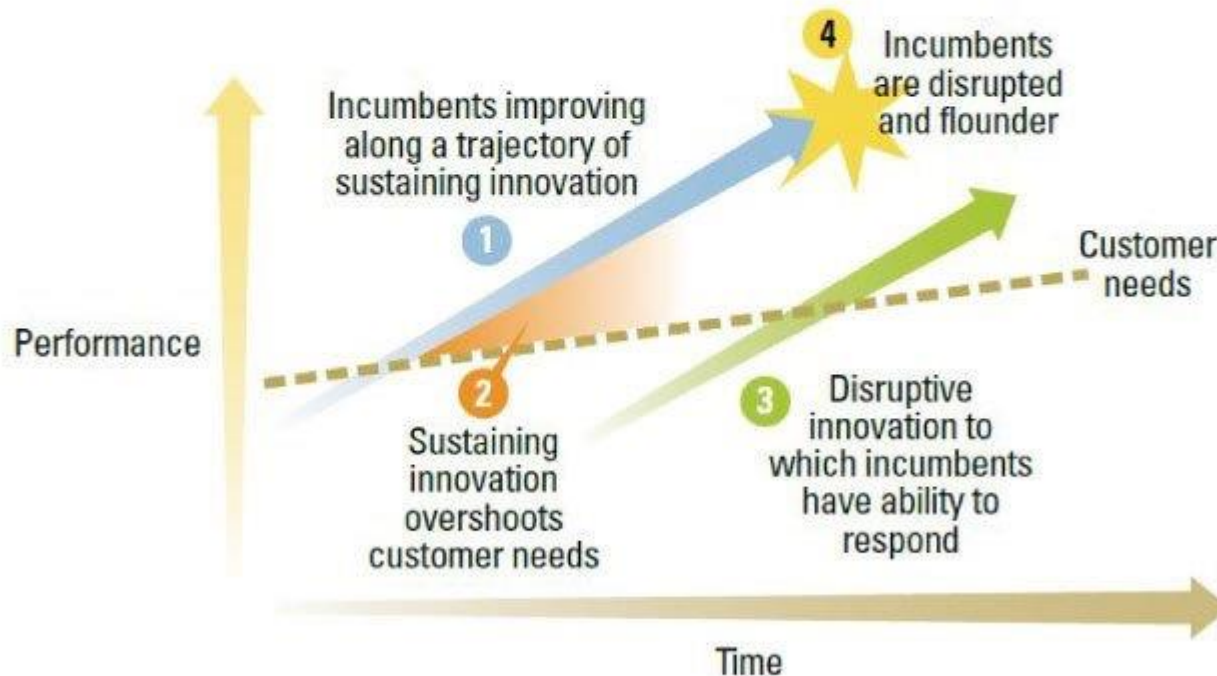 4
Incumbents
are disrupted
and flounder
Incumbents improving
along a trajectory of
sustaining innovation
1
Customer
needs
Performance
2
Sustaining
innovation
overshoots
customer needs
3
Disruptive
innovation to
which incumbents
have ability to
respond
Time